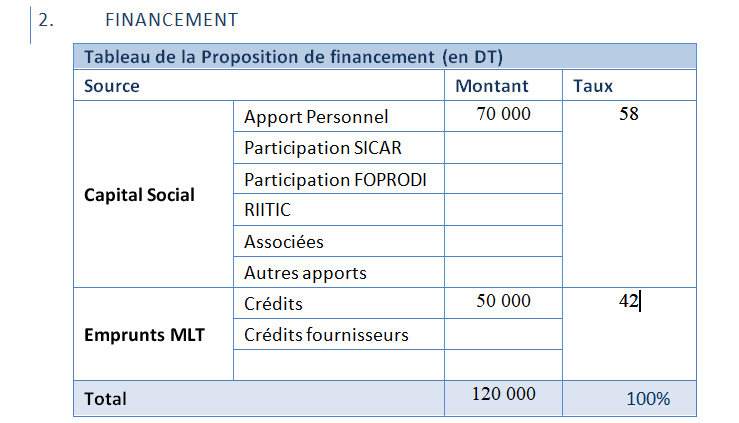 2. FINANCEMENT
Tableau de la Proposition de financement (en DT)
Source Montant Taux
Capital Social
Apport Personnel 70 000 58
Participation SICAR
Participation FOPRODI
RIITIC
Associées
Autres apports
Emprunts MLT
Crédits 50 000 42
Crédits fournisseurs
Total 120 000 100%